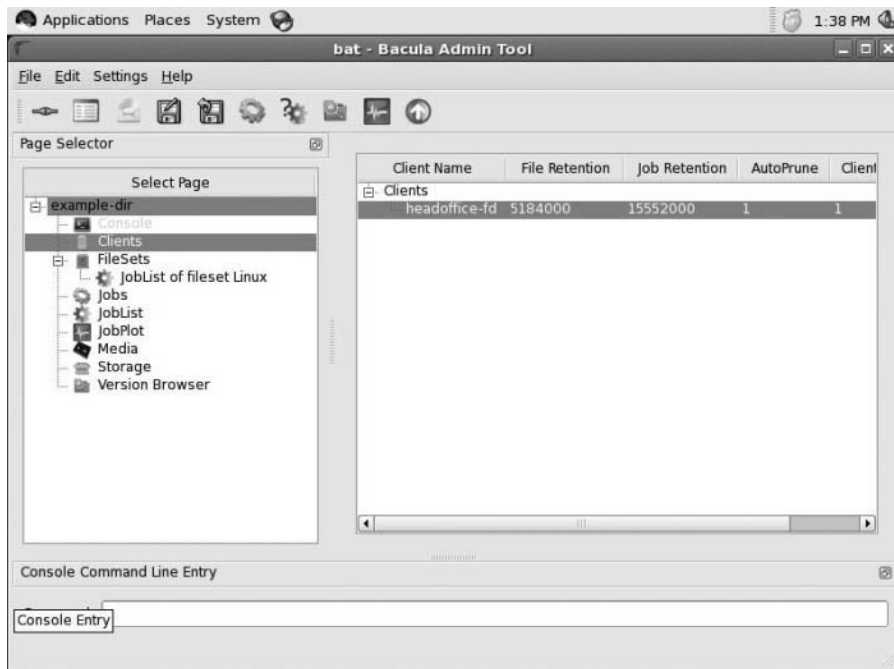 Applications Places System 1:38 PM
bat - Bacula Admin Tool
File Edit Settings Help
Page Selector
Select Page
example-dir
Console
Clients
FileSets
JobList of fileset Linux
Jobs
JobList
JobPlot
Media
Storage
Version Browser
Client Name File Retention Job Retention AutoPrune Client
Clients
headoffice-fd 5184000 15552000 1 1
Console Command Line Entry
Console Entry